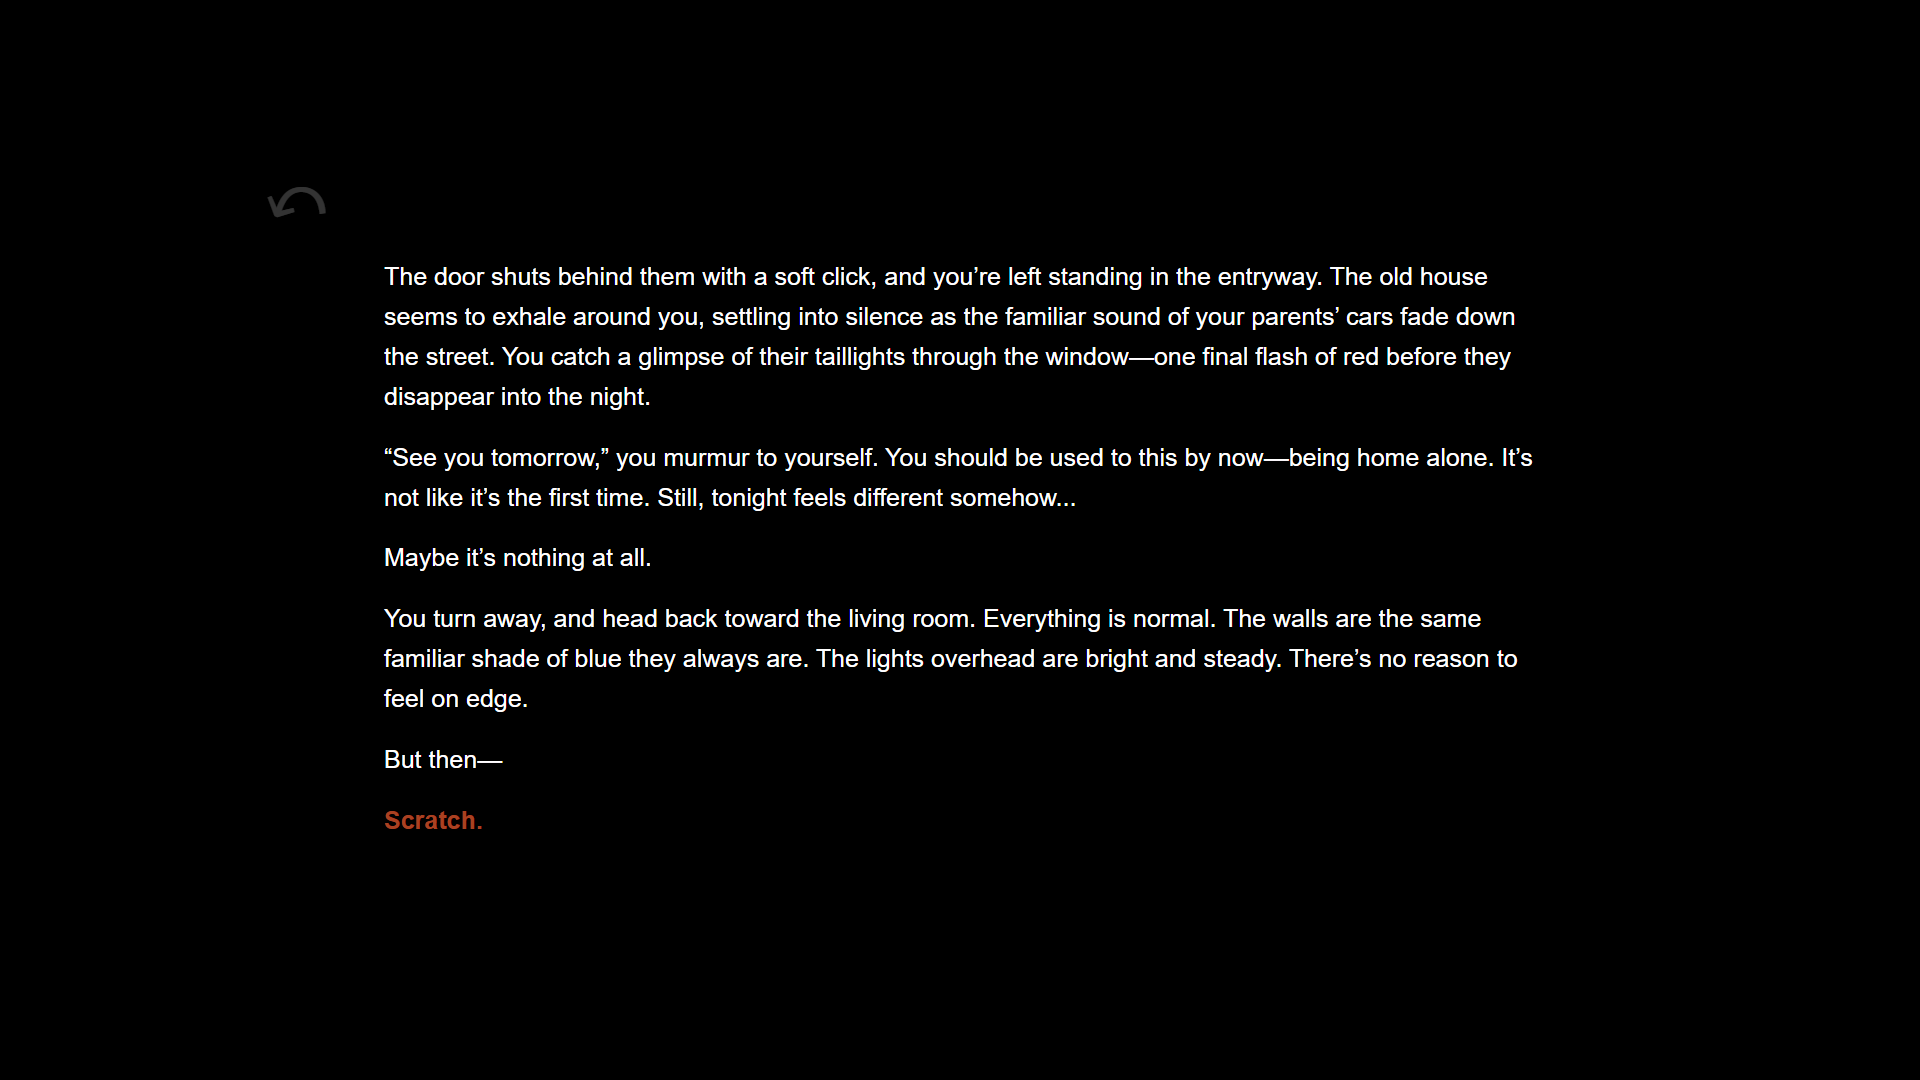 The door shuts behind them with a soft click, and you’re left standing in the entryway. The old house
seems to exhale around you, settling into silence as the familiar sound of your parents’ cars fade down
the street. You catch a glimpse of their taillights through the window—one final flash of red before they
disappear into the night.
“See you tomorrow,” you murmur to yourself. You should be used to this by now—being home alone. It’s
not like it’s the first time. Still, tonight feels different somehow...
Maybe it’s nothing at all.
You turn away, and head back toward the living room. Everything is normal. The walls are the same
familiar shade of blue they always are. The lights overhead are bright and steady. There’s no reason to
feel on edge.
But then—
Scratch.